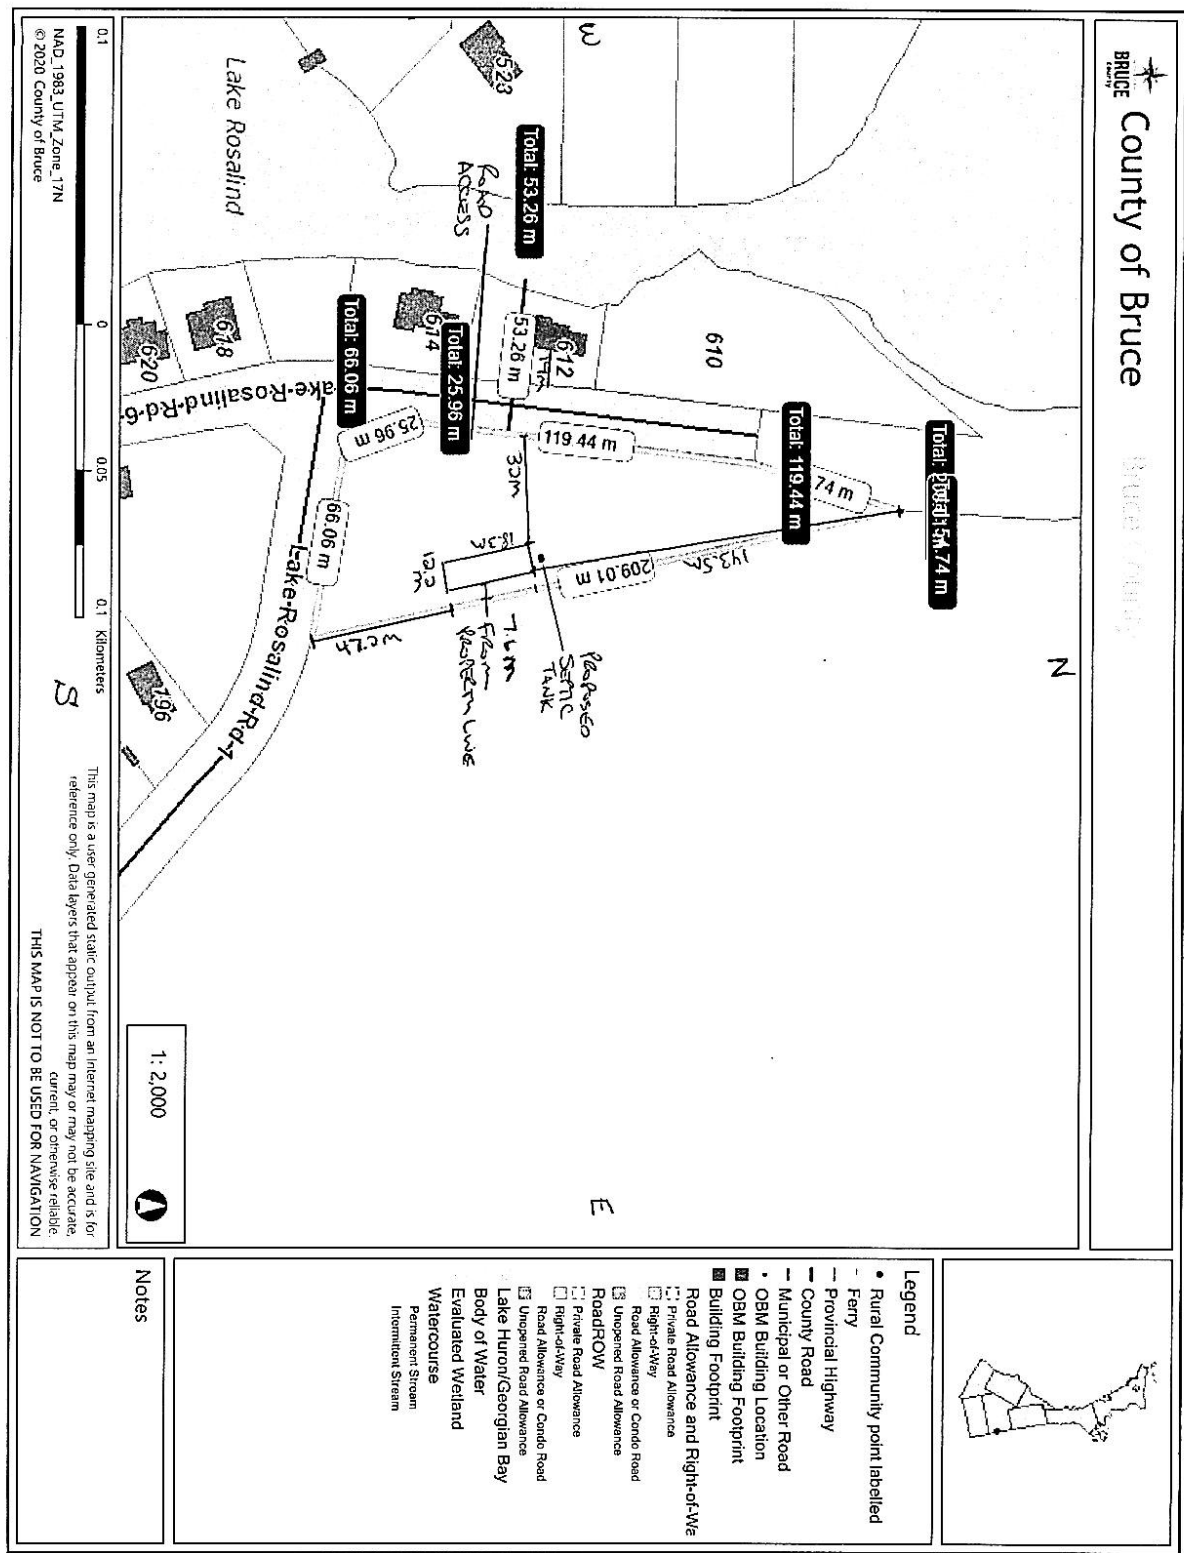 BRUCE
county
County of Bruce
Bruce County
N
W
E
S
Lake Rosalind
523
610
612
614
618
620
796
Total: 53.26 m
53.26 m
ROAD
ACCESS
Total: 25.96 m
25.96 m
Total: 66.06 m
66.06 m
Total: 119.44 m
119.44 m
74 m
209.01 m
143.5m
30m
18.3m
7.6 m
FROM
PROPERTY LINE
PROPOSED
SEPTIC
TANK
ake-Rosalind-Rd-6
Lake-Rosalind-Rd-7
0.1
0
0.05
0.1 Kilometers
NAD_1983_UTM_Zone_17N
© 2020 County of Bruce
This map is a user generated static output from an Internet mapping site and is for
reference only. Data layers that appear on this map may or may not be accurate,
current, or otherwise reliable.
THIS MAP IS NOT TO BE USED FOR NAVIGATION
1: 2,000
Legend
Rural Community point labelled
Ferry
Provincial Highway
County Road
Municipal or Other Road
OBM Building Location
OBM Building Footprint
Building Footprint
Road Allowance and Right-of-Wa
Private Road Allowance
Right-of-Way
Road Allowance or Condo Road
Unopened Road Allowance
RoadROW
Private Road Allowance
Right-of-Way
Road Allowance or Condo Road
Unopened Road Allowance
Lake Huron/Georgian Bay
Body of Water
Evaluated Wetland
Watercourse
Permanent Stream
Intermittent Stream
Notes